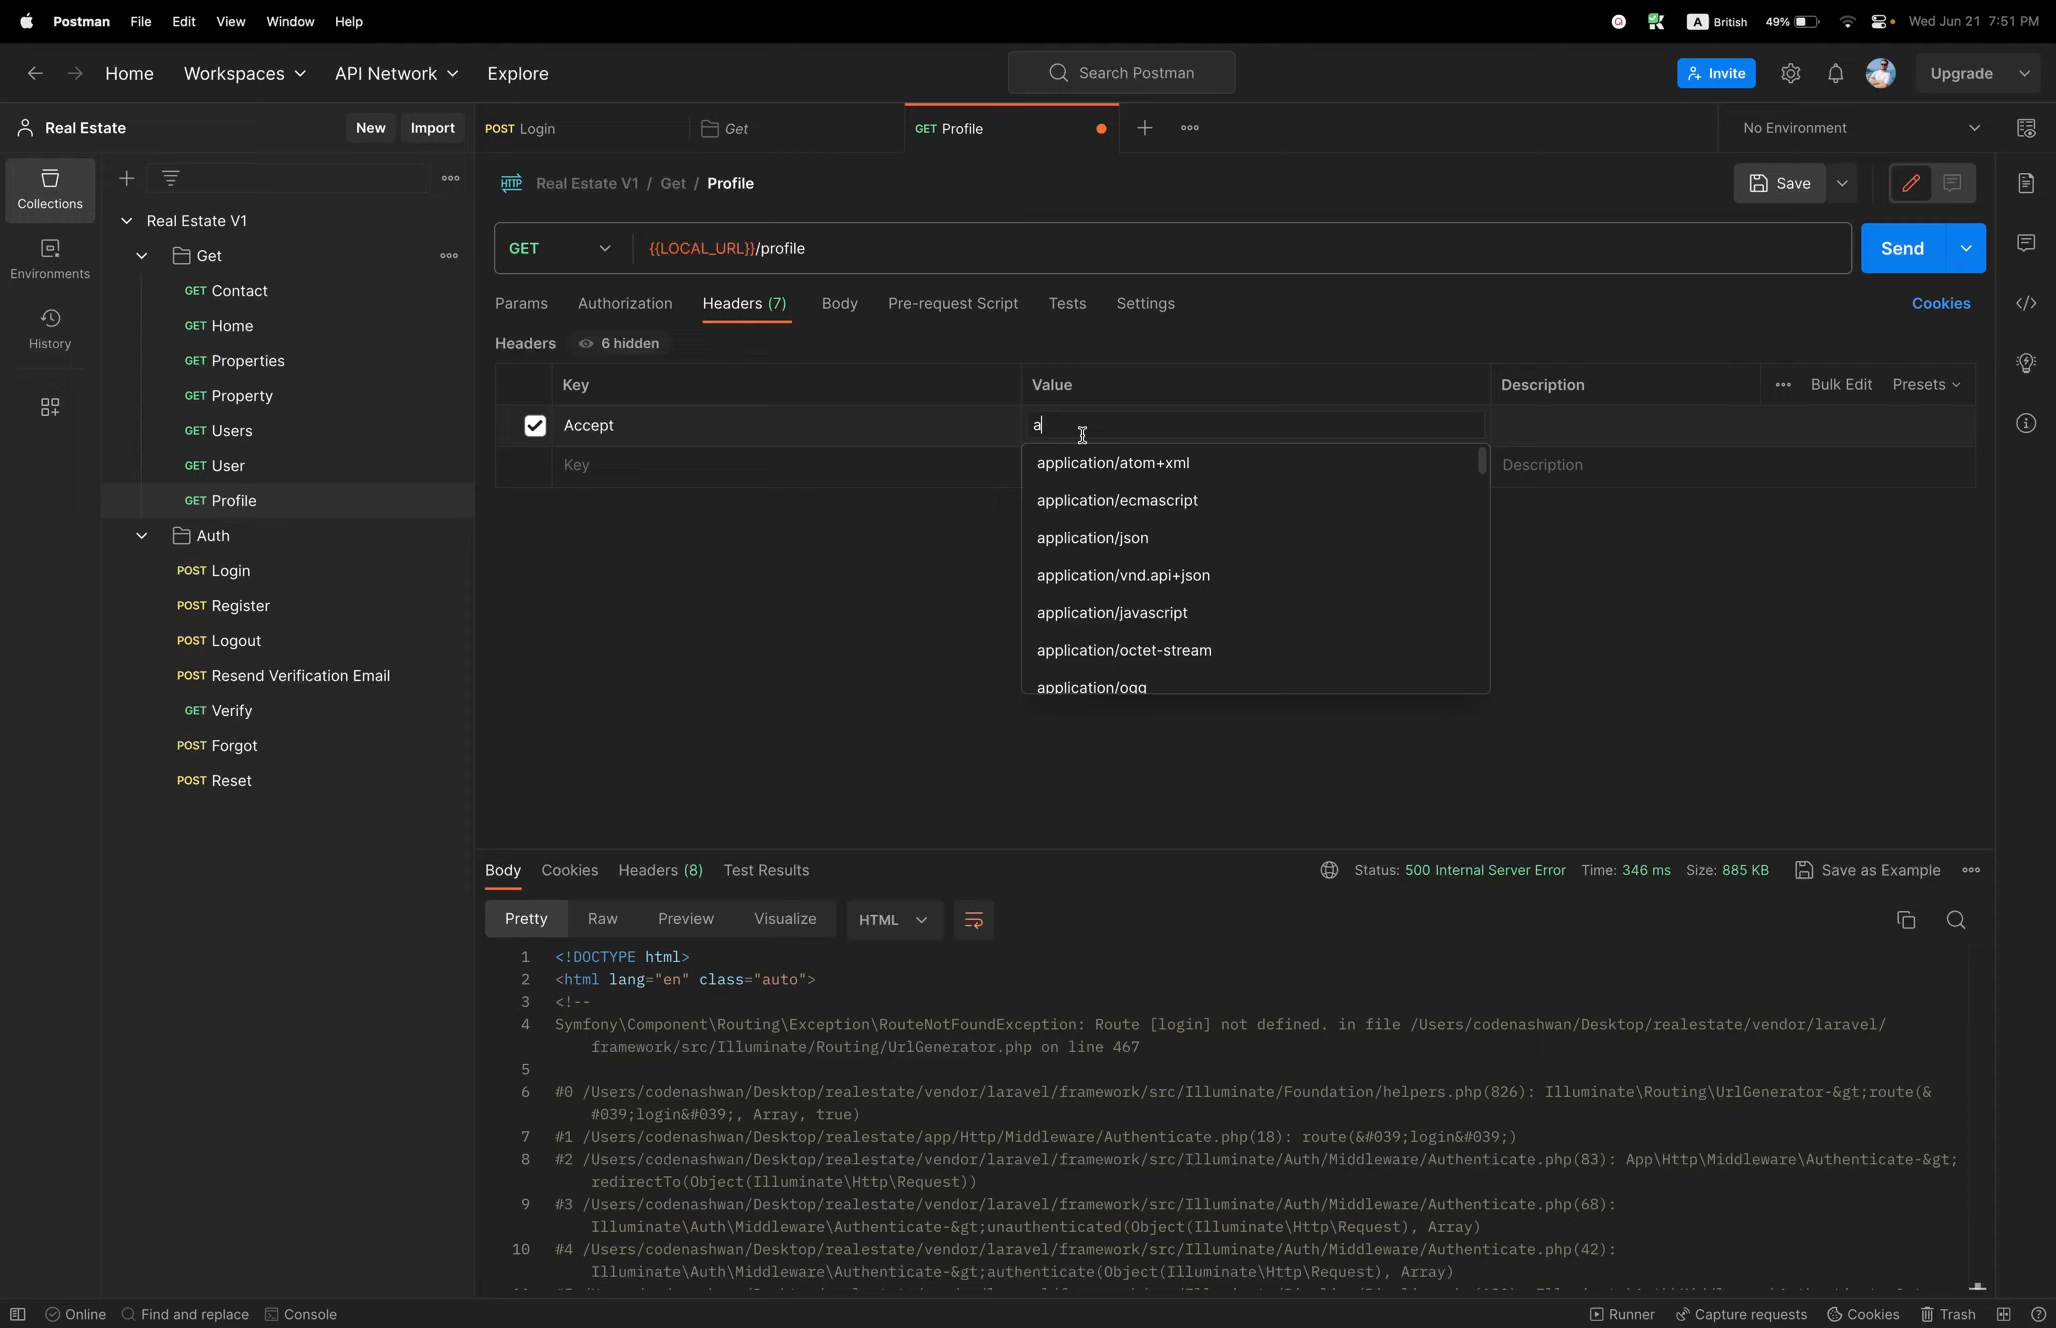 Postman File Edit View Window Help
A British 49% Wed Jun 21 7:51 PM
Home Workspaces API Network Explore
Search Postman
Invite
Upgrade
Real Estate
New Import
POST Login
Get
GET Profile
No Environment
Collections
Environments
History
Real Estate V1
Get
GET Contact
GET Home
GET Properties
GET Property
GET Users
GET User
GET Profile
Auth
POST Login
POST Register
POST Logout
POST Resend Verification Email
GET Verify
POST Forgot
POST Reset
HTTP Real Estate V1 / Get / Profile
Save
GET {{LOCAL_URL}}/profile
Send
Params Authorization Headers (7) Body Pre-request Script Tests Settings
Cookies
Headers 6 hidden
Key Value Description Bulk Edit Presets
Accept a
Key Description
application/atom+xml
application/ecmascript
application/json
application/vnd.api+json
application/javascript
application/octet-stream
application/ogg
Body Cookies Headers (8) Test Results
Status: 500 Internal Server Error Time: 346 ms Size: 885 KB Save as Example
Pretty Raw Preview Visualize HTML
1 <!DOCTYPE html>
2 <html lang="en" class="auto">
3 <!--
4 Symfony\Component\Routing\Exception\RouteNotFoundException: Route [login] not defined. in file /Users/codenashwan/Desktop/realestate/vendor/laravel/
framework/src/Illuminate/Routing/UrlGenerator.php on line 467
5
6 #0 /Users/codenashwan/Desktop/realestate/vendor/laravel/framework/src/Illuminate/Foundation/helpers.php(826): Illuminate\Routing\UrlGenerator-&gt;route(&
#039;login&#039;, Array, true)
7 #1 /Users/codenashwan/Desktop/realestate/app/Http/Middleware/Authenticate.php(18): route(&#039;login&#039;)
8 #2 /Users/codenashwan/Desktop/realestate/vendor/laravel/framework/src/Illuminate/Auth/Middleware/Authenticate.php(83): App\Http\Middleware\Authenticate-&gt;
redirectTo(Object(Illuminate\Http\Request))
9 #3 /Users/codenashwan/Desktop/realestate/vendor/laravel/framework/src/Illuminate/Auth/Middleware/Authenticate.php(68):
Illuminate\Auth\Middleware\Authenticate-&gt;unauthenticated(Object(Illuminate\Http\Request), Array)
10 #4 /Users/codenashwan/Desktop/realestate/vendor/laravel/framework/src/Illuminate/Auth/Middleware/Authenticate.php(42):
Illuminate\Auth\Middleware\Authenticate-&gt;authenticate(Object(Illuminate\Http\Request), Array)
Online Find and replace Console
Runner Capture requests Cookies Trash